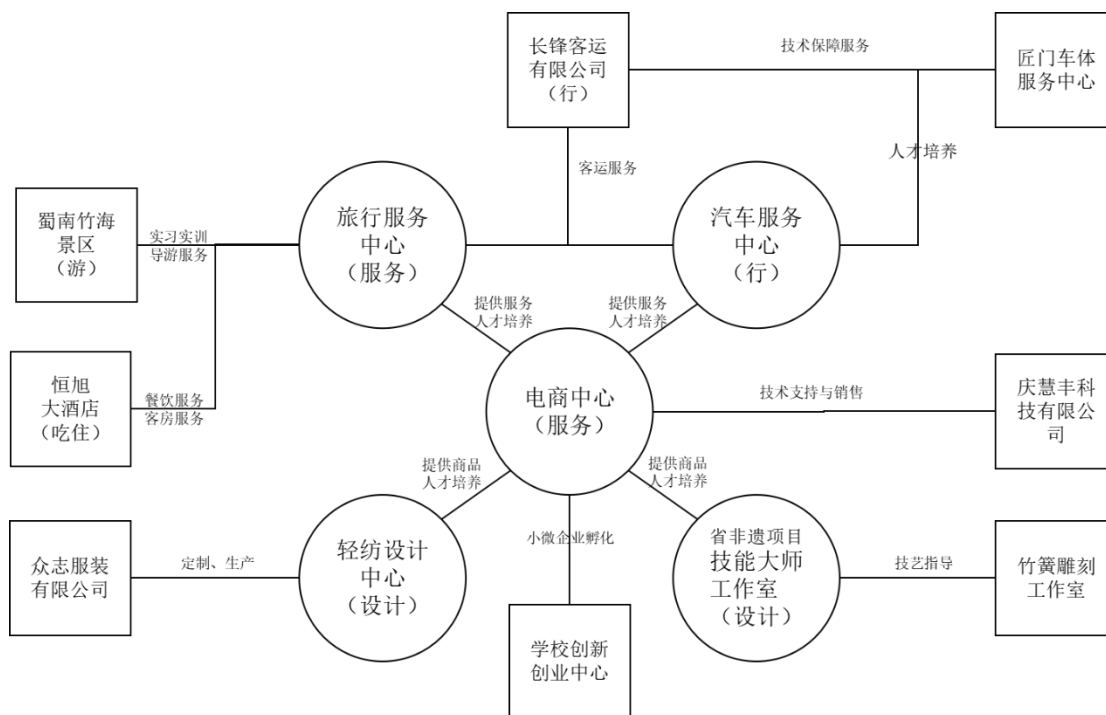 长锋客运
有限公司
（行）
技术保障服务
匠门车体
服务中心
人才培养
客运服务
蜀南竹海
景区
（游）
实习实训
导游服务
旅行服务
中心
（服务）
汽车服务
中心
（行）
提供服务
人才培养
提供服务
人才培养
恒旭
大酒店
（吃住）
餐饮服务
客房服务
电商中心
（服务）
技术支持与销售
庆慧丰科
技有限公
司
提供商品
人才培养
提供商品
人才培养
众志服装
有限公司
定制、生产
轻纺设计
中心
（设计）
小微企业孵化
省非遗项目
技能大师
工作室
（设计）
技艺指导
竹簧雕刻
工作室
学校创新
创业中心